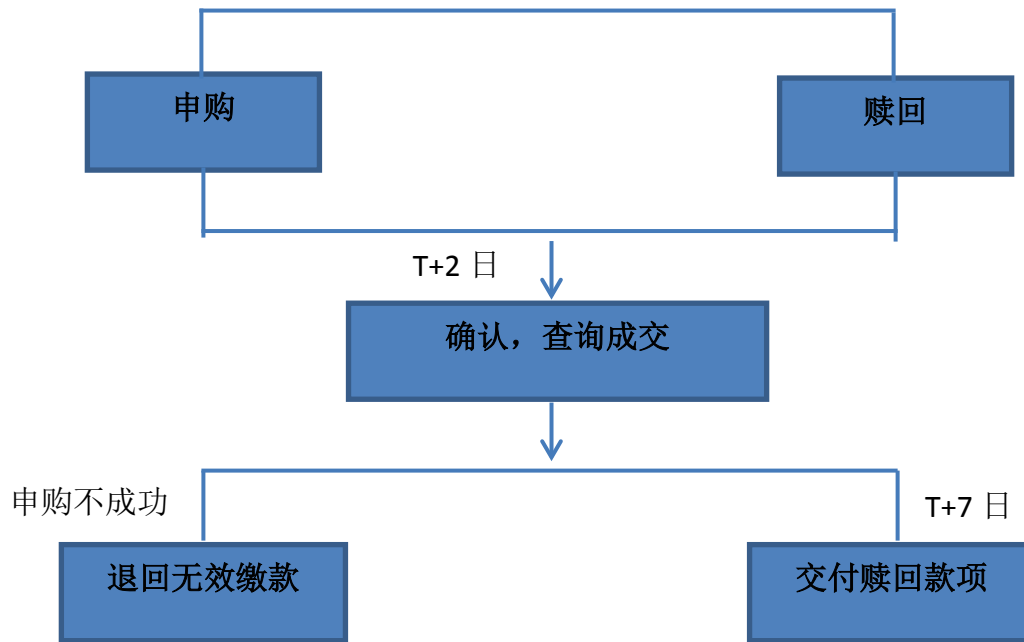 申购
赎回
T+2 日
确认，查询成交
申购不成功
T+7 日
退回无效缴款
交付赎回款项